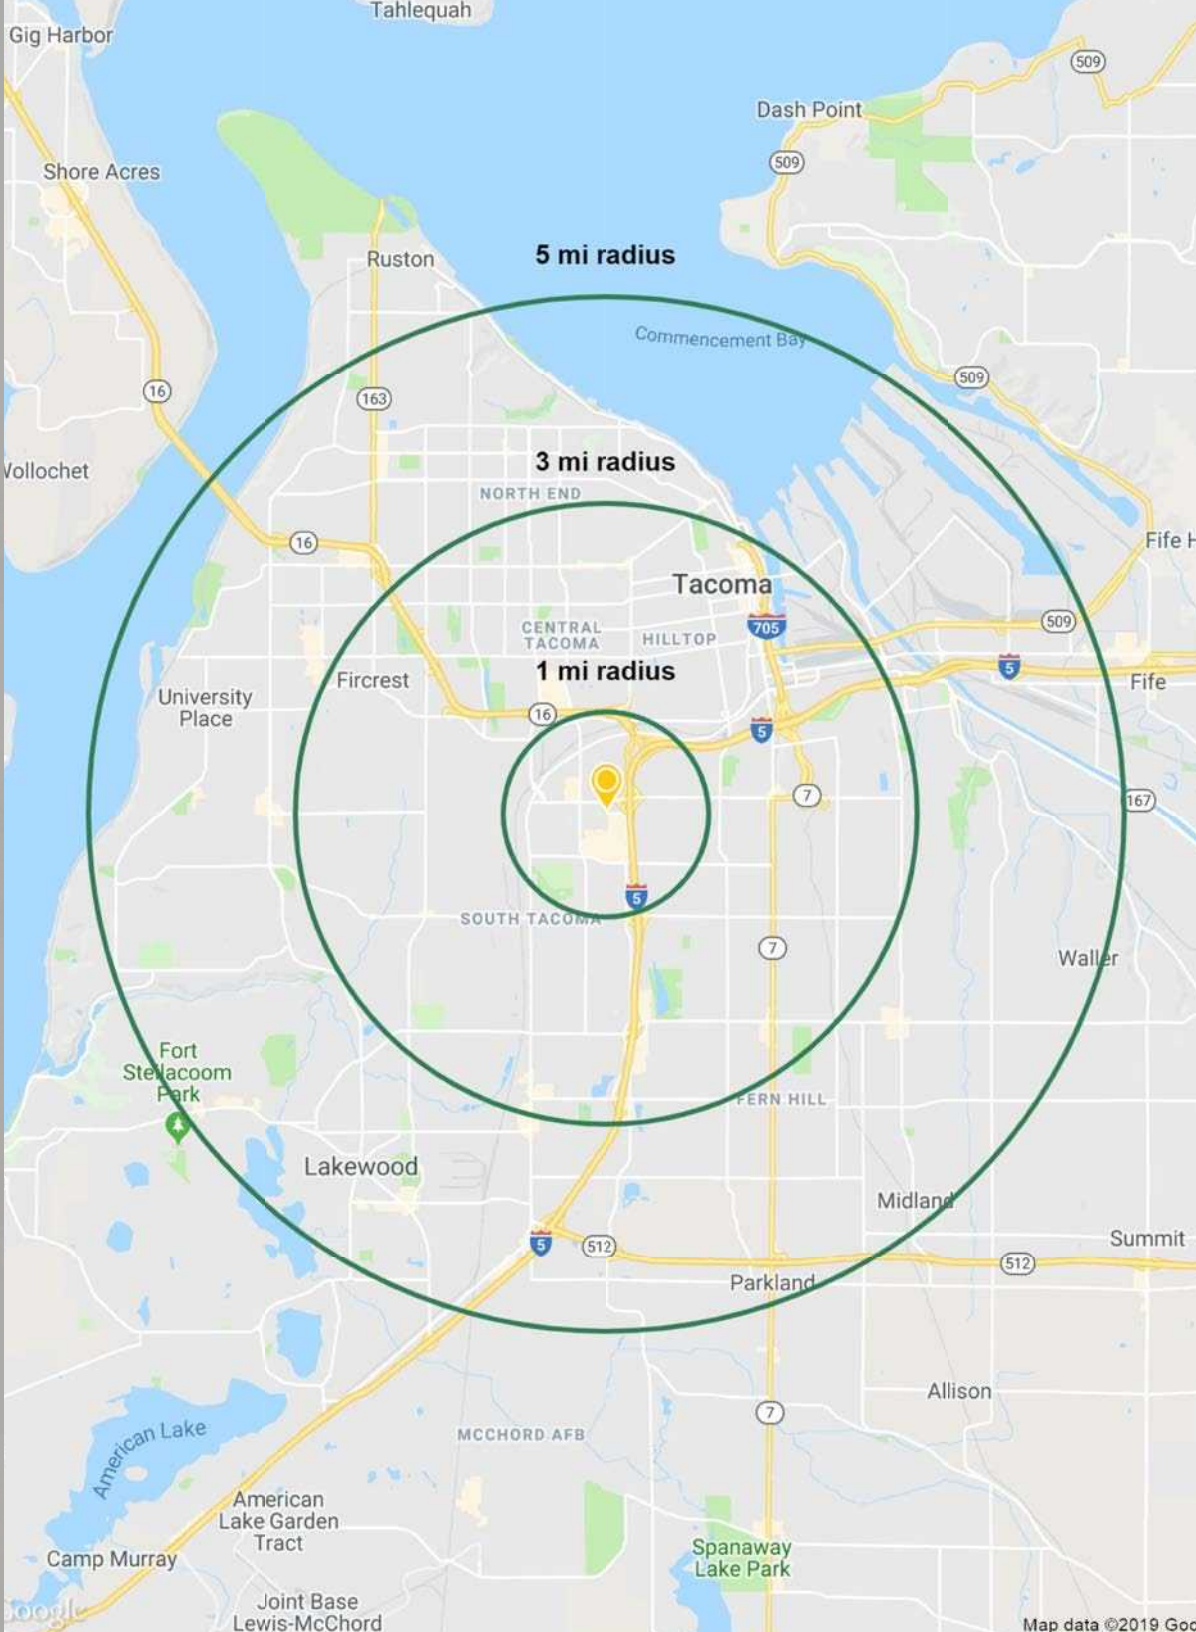 Tahlequah
Gig Harbor
509
Dash Point
509
Shore Acres
Ruston
5 mi radius
Commencement Bay
509
16
163
Wollochet
3 mi radius
NORTH END
16
Fife H
Tacoma
705
509
CENTRAL
TACOMA
HILLTOP
1 mi radius
5
Fircrest
Fife
University
Place
16
5
7
167
5
SOUTH TACOMA
7
Waller
Fort
Steilacoom
Park
FERN HILL
Lakewood
Midland
5
512
Summit
512
Parkland
Allison
7
MCCHORD AFB
American Lake
American
Lake Garden
Tract
Spanaway
Lake Park
Camp Murray
Joint Base
Lewis-McChord
Google
Map data ©2019 Goo